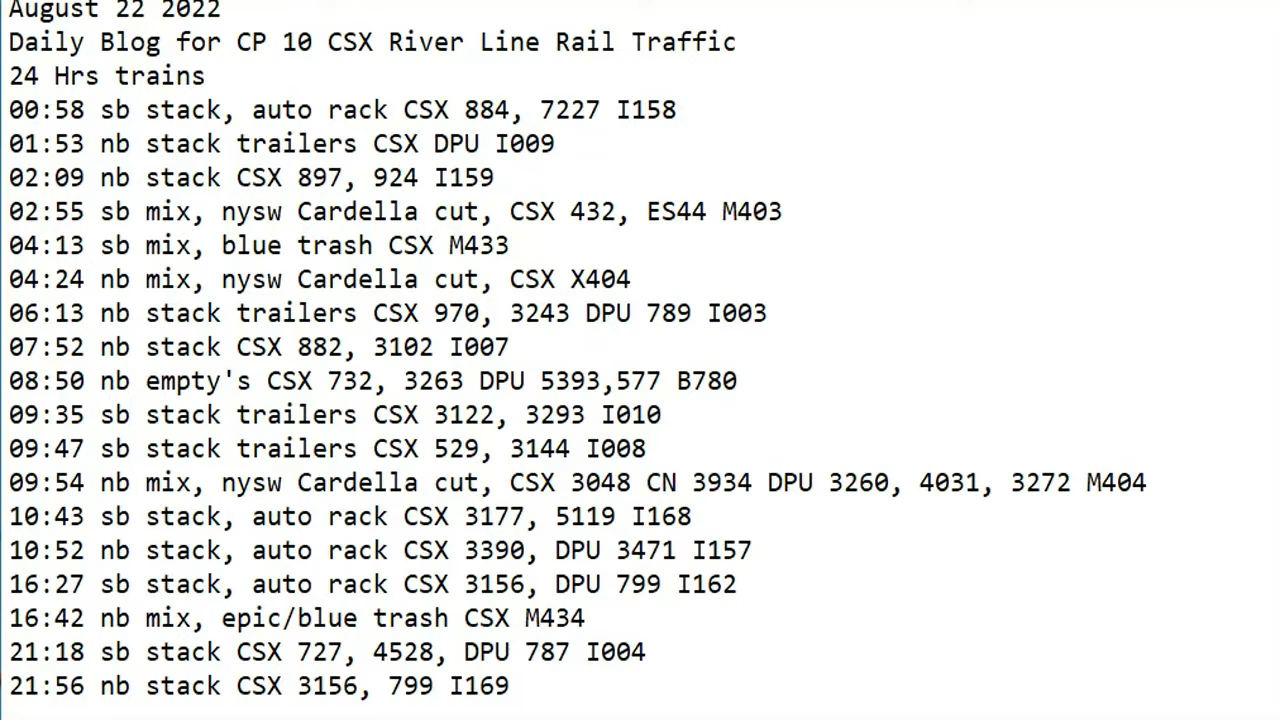 August 22 2022
Daily Blog for CP 10 CSX River Line Rail Traffic
24 Hrs trains
00:58 sb stack, auto rack CSX 884, 7227 I158
01:53 nb stack trailers CSX DPU I009
02:09 nb stack CSX 897, 924 I159
02:55 sb mix, nysw Cardella cut, CSX 432, ES44 M403
04:13 sb mix, blue trash CSX M433
04:24 nb mix, nysw Cardella cut, CSX X404
06:13 nb stack trailers CSX 970, 3243 DPU 789 I003
07:52 nb stack CSX 882, 3102 I007
08:50 nb empty's CSX 732, 3263 DPU 5393,577 B780
09:35 sb stack trailers CSX 3122, 3293 I010
09:47 sb stack trailers CSX 529, 3144 I008
09:54 nb mix, nysw Cardella cut, CSX 3048 CN 3934 DPU 3260, 4031, 3272 M404
10:43 sb stack, auto rack CSX 3177, 5119 I168
10:52 nb stack, auto rack CSX 3390, DPU 3471 I157
16:27 sb stack, auto rack CSX 3156, DPU 799 I162
16:42 nb mix, epic/blue trash CSX M434
21:18 sb stack CSX 727, 4528, DPU 787 I004
21:56 nb stack CSX 3156, 799 I169